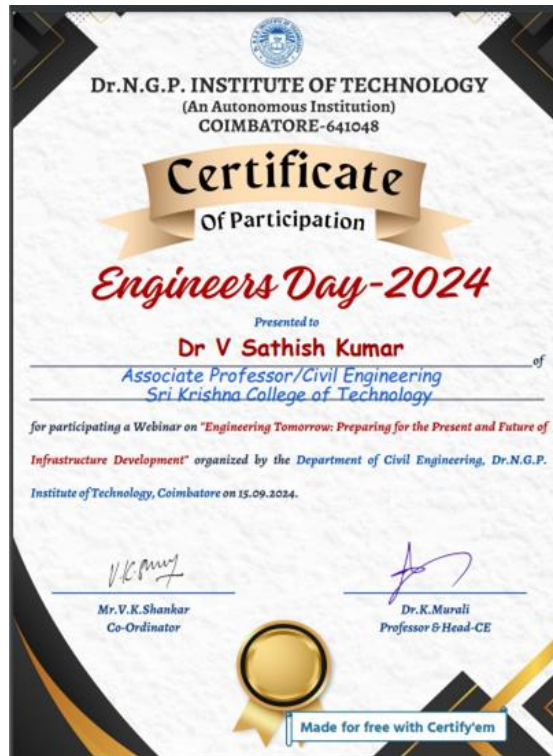 Dr.N.G.P. INSTITUTE OF TECHNOLOGY
(An Autonomous Institution)
COIMBATORE-641048
Certificate
Of Participation
Engineers Day-2024
Presented to
Dr V Sathish Kumar
of
Associate Professor/Civil Engineering
Sri Krishna College of Technology
for participating a Webinar on "Engineering Tomorrow: Preparing for the Present and Future of
Infrastructure Development" organized by the Department of Civil Engineering, Dr.N.G.P.
Institute of Technology, Coimbatore on 15.09.2024.
Mr.V.K.Shankar
Co-Ordinator
Dr.K.Murali
Professor & Head-CE
Made for free with Certify'em